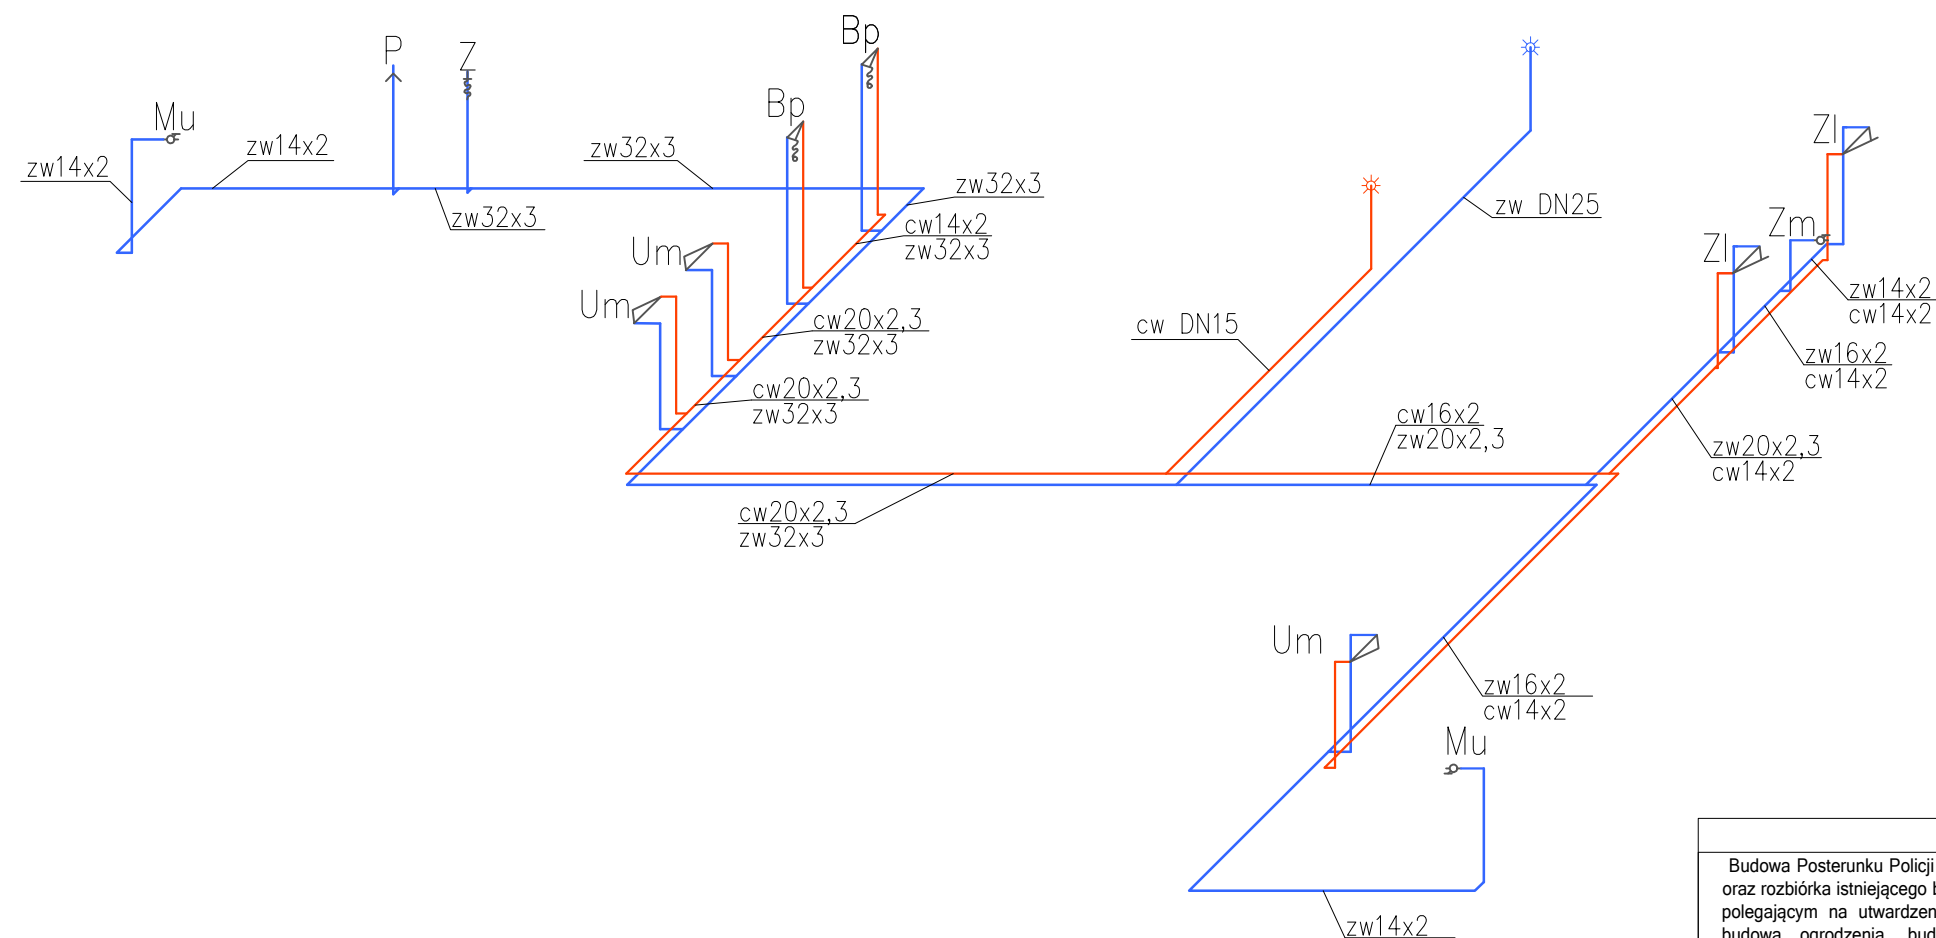 Bp
P
Z
Bp
Mu
Zl
zw14x2
zw32x3
zw14x2
zw32x3
zw DN25
zw32x3
cw14x2
zw32x3
Um
Zl
Zm
Um
zw14x2
cw14x2
cw20x2,3
zw32x3
cw DN15
zw16x2
cw14x2
cw20x2,3
zw32x3
cw16x2
zw20x2,3
zw20x2,3
cw14x2
cw20x2,3
zw32x3
Um
zw16x2
cw14x2
Mu
zw14x2
Budowa Posterunku Policji
oraz rozbiórka istniejącego
polegającym na
budowa ogrodzenia,